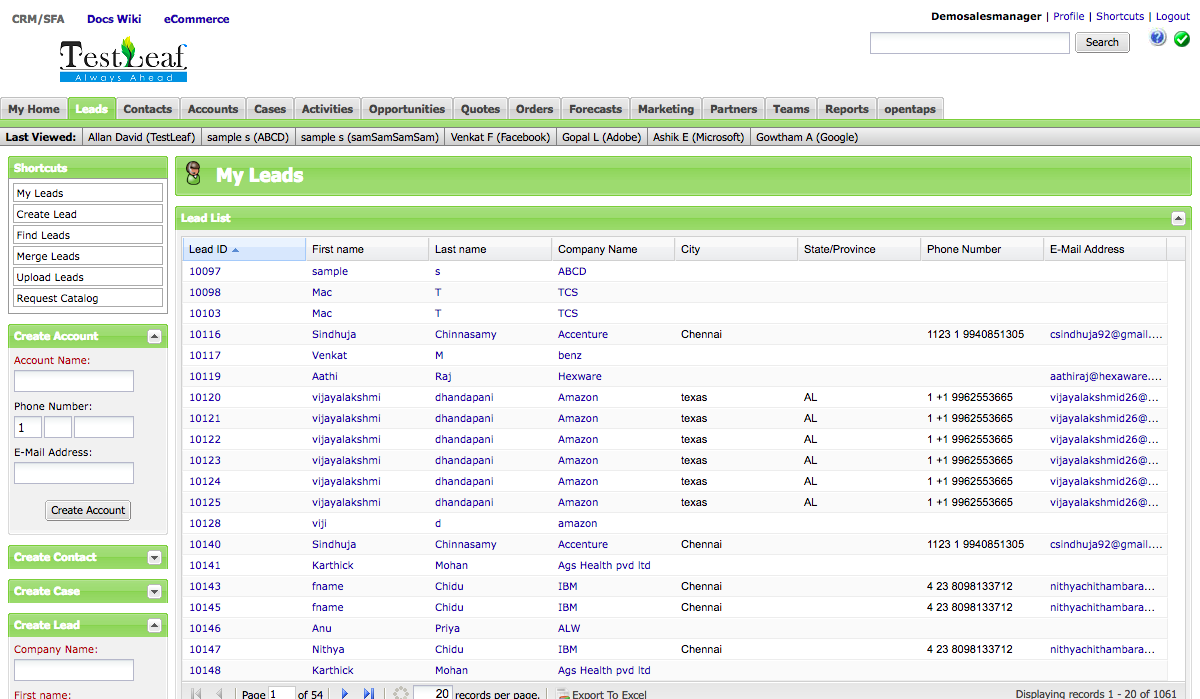 CRM/SFA Docs Wiki eCommerce
Demosalesmanager | Profile | Shortcuts | Logout
Search
TestLeaf
Always Ahead
My Home Leads Contacts Accounts Cases Activities Opportunities Quotes Orders Forecasts Marketing Partners Teams Reports opentaps
Last Viewed: Allan David (TestLeaf) sample s (ABCD) sample s (samSamSamSam) Venkat F (Facebook) Gopal L (Adobe) Ashik E (Microsoft) Gowtham A (Google)
Shortcuts
My Leads
Create Lead
Find Leads
Merge Leads
Upload Leads
Request Catalog
Create Account
Account Name:
Phone Number:
1
E-Mail Address:
Create Account
Create Contact
Create Case
Create Lead
Company Name:
First name:
My Leads
Lead List
Lead ID First name Last name Company Name City State/Province Phone Number E-Mail Address
10097 sample s ABCD
10098 Mac T TCS
10103 Mac T TCS
10116 Sindhuja Chinnasamy Accenture Chennai 1123 1 9940851305 csindhuja92@gmail....
10117 Venkat M benz
10119 Aathi Raj Hexware aathiraj@hexaware....
10120 vijayalakshmi dhandapani Amazon texas AL 1 +1 9962553665 vijayalakshmid26@...
10121 vijayalakshmi dhandapani Amazon texas AL 1 +1 9962553665 vijayalakshmid26@...
10122 vijayalakshmi dhandapani Amazon texas AL 1 +1 9962553665 vijayalakshmid26@...
10123 vijayalakshmi dhandapani Amazon texas AL 1 +1 9962553665 vijayalakshmid26@...
10124 vijayalakshmi dhandapani Amazon texas AL 1 +1 9962553665 vijayalakshmid26@...
10125 vijayalakshmi dhandapani Amazon texas AL 1 +1 9962553665 vijayalakshmid26@...
10128 viji d amazon
10140 Sindhuja Chinnasamy Accenture Chennai 1123 1 9940851305 csindhuja92@gmail....
10141 Karthick Mohan Ags Health pvd ltd
10143 fname Chidu IBM Chennai 4 23 8098133712 nithyachithambara...
10145 fname Chidu IBM Chennai 4 23 8098133712 nithyachithambara...
10146 Anu Priya ALW
10147 Nithya Chidu IBM Chennai 4 23 8098133712 nithyachithambara...
10148 Karthick Mohan Ags Health pvd ltd
Page 1 of 54 20 records per page. Export To Excel Displaying records 1 - 20 of 1061